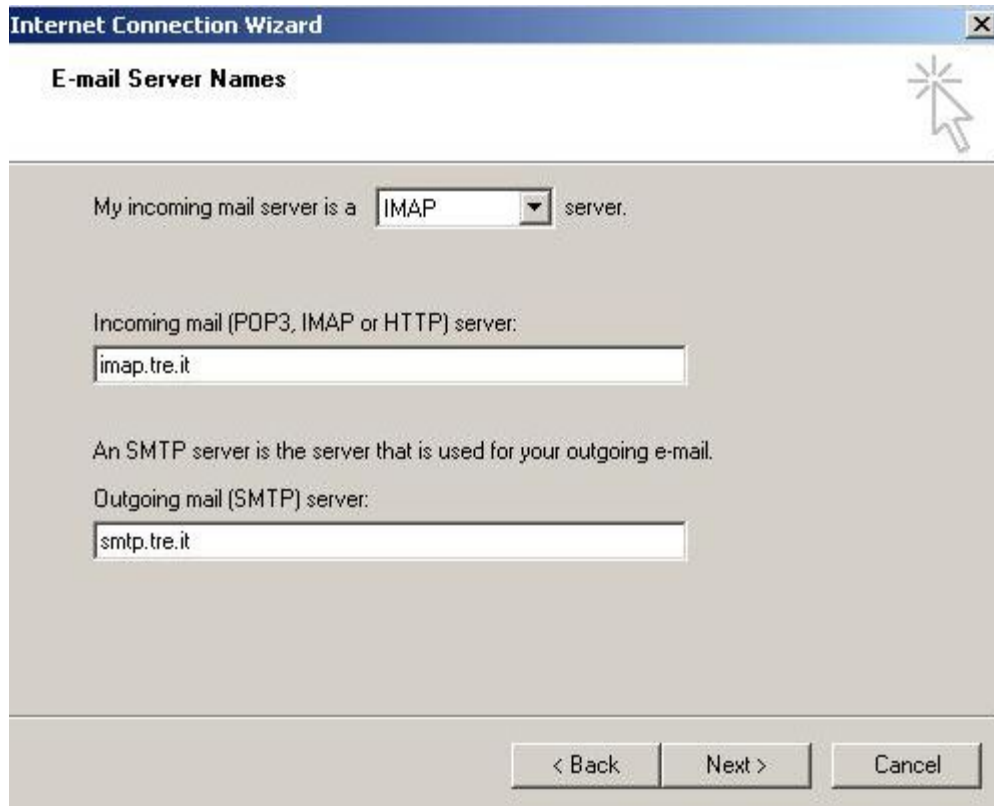 Internet Connection Wizard
E-mail Server Names
My incoming mail server is a IMAP server.
Incoming mail (POP3, IMAP or HTTP) server:
imap.tre.it
An SMTP server is the server that is used for your outgoing e-mail.
Outgoing mail (SMTP) server:
smtp.tre.it
< Back Next > Cancel